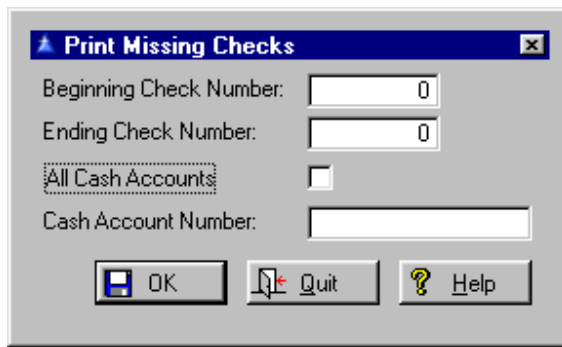 Print Missing Checks
Beginning Check Number: 0
Ending Check Number: 0
All Cash Accounts
Cash Account Number:
OK Quit Help